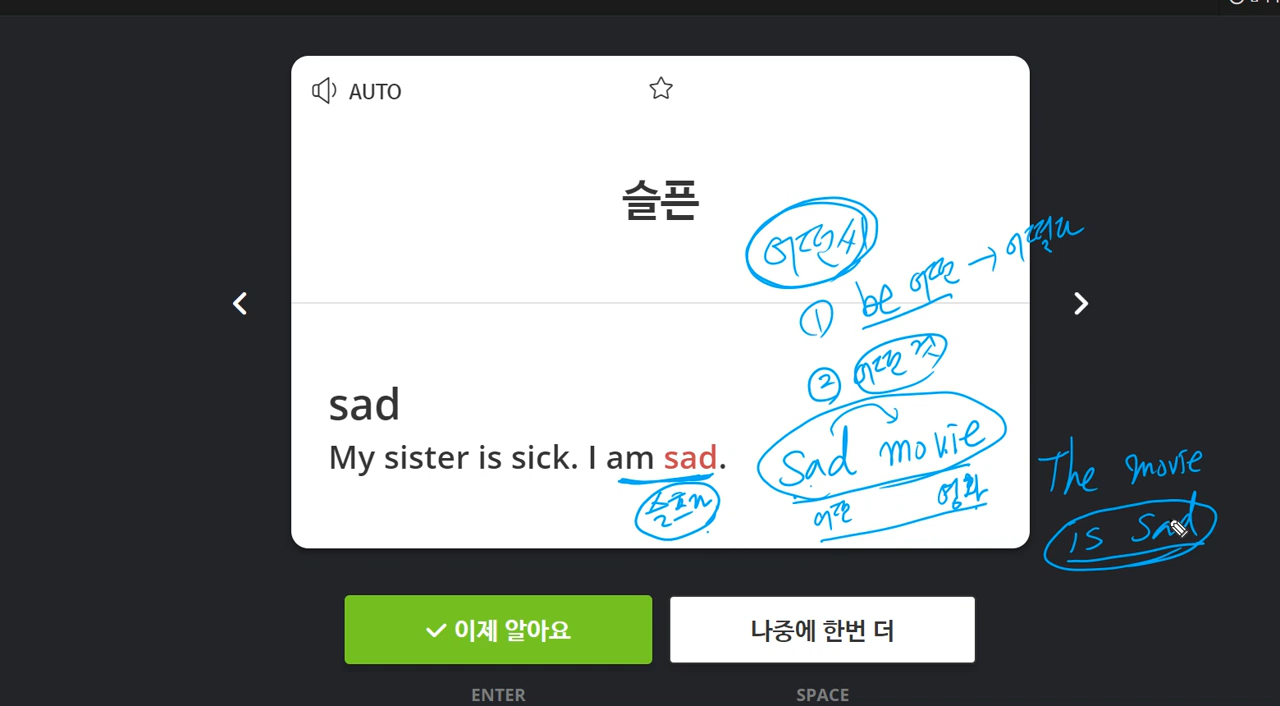 AUTO
슬픈
어떤시
① be 어떤 → 어떻다
② 어떤 것
sad
My sister is sick. I am sad.
슬프다
sad movie
어떤 영화
The movie
is sad
이제 알아요
나중에 한번 더
ENTER
SPACE